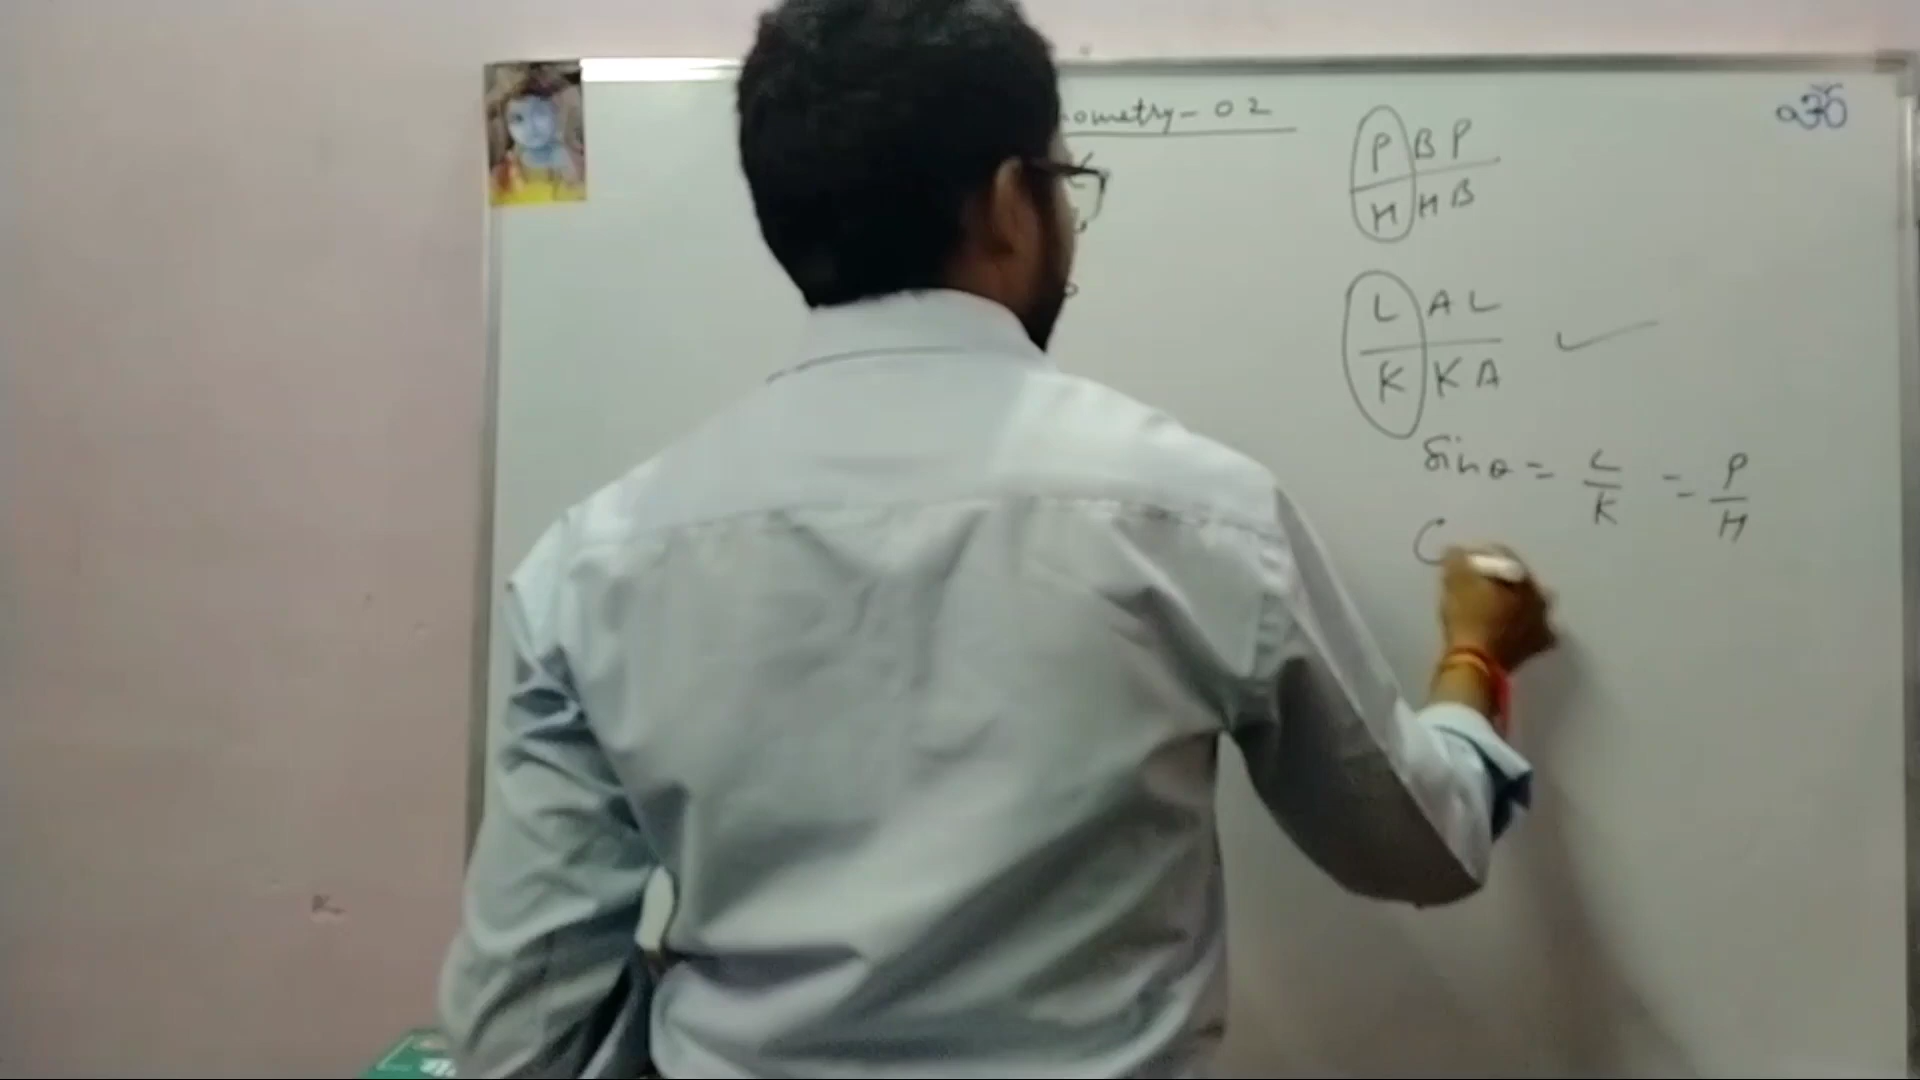 ometry-02
P B P
H H B
ॐ
L A L
K K A
Sinθ = L/K = P/H
C